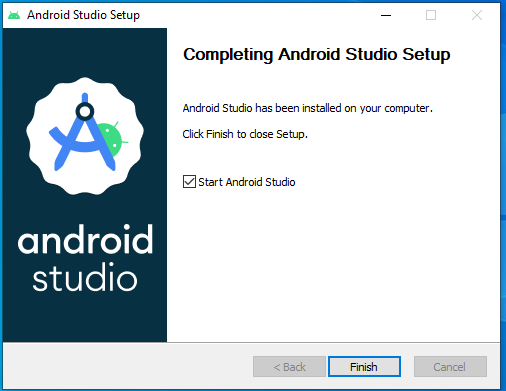 Android Studio Setup
Completing Android Studio Setup
Android Studio has been installed on your computer.
Click Finish to close Setup.
Start Android Studio
android
studio
< Back
Finish
Cancel